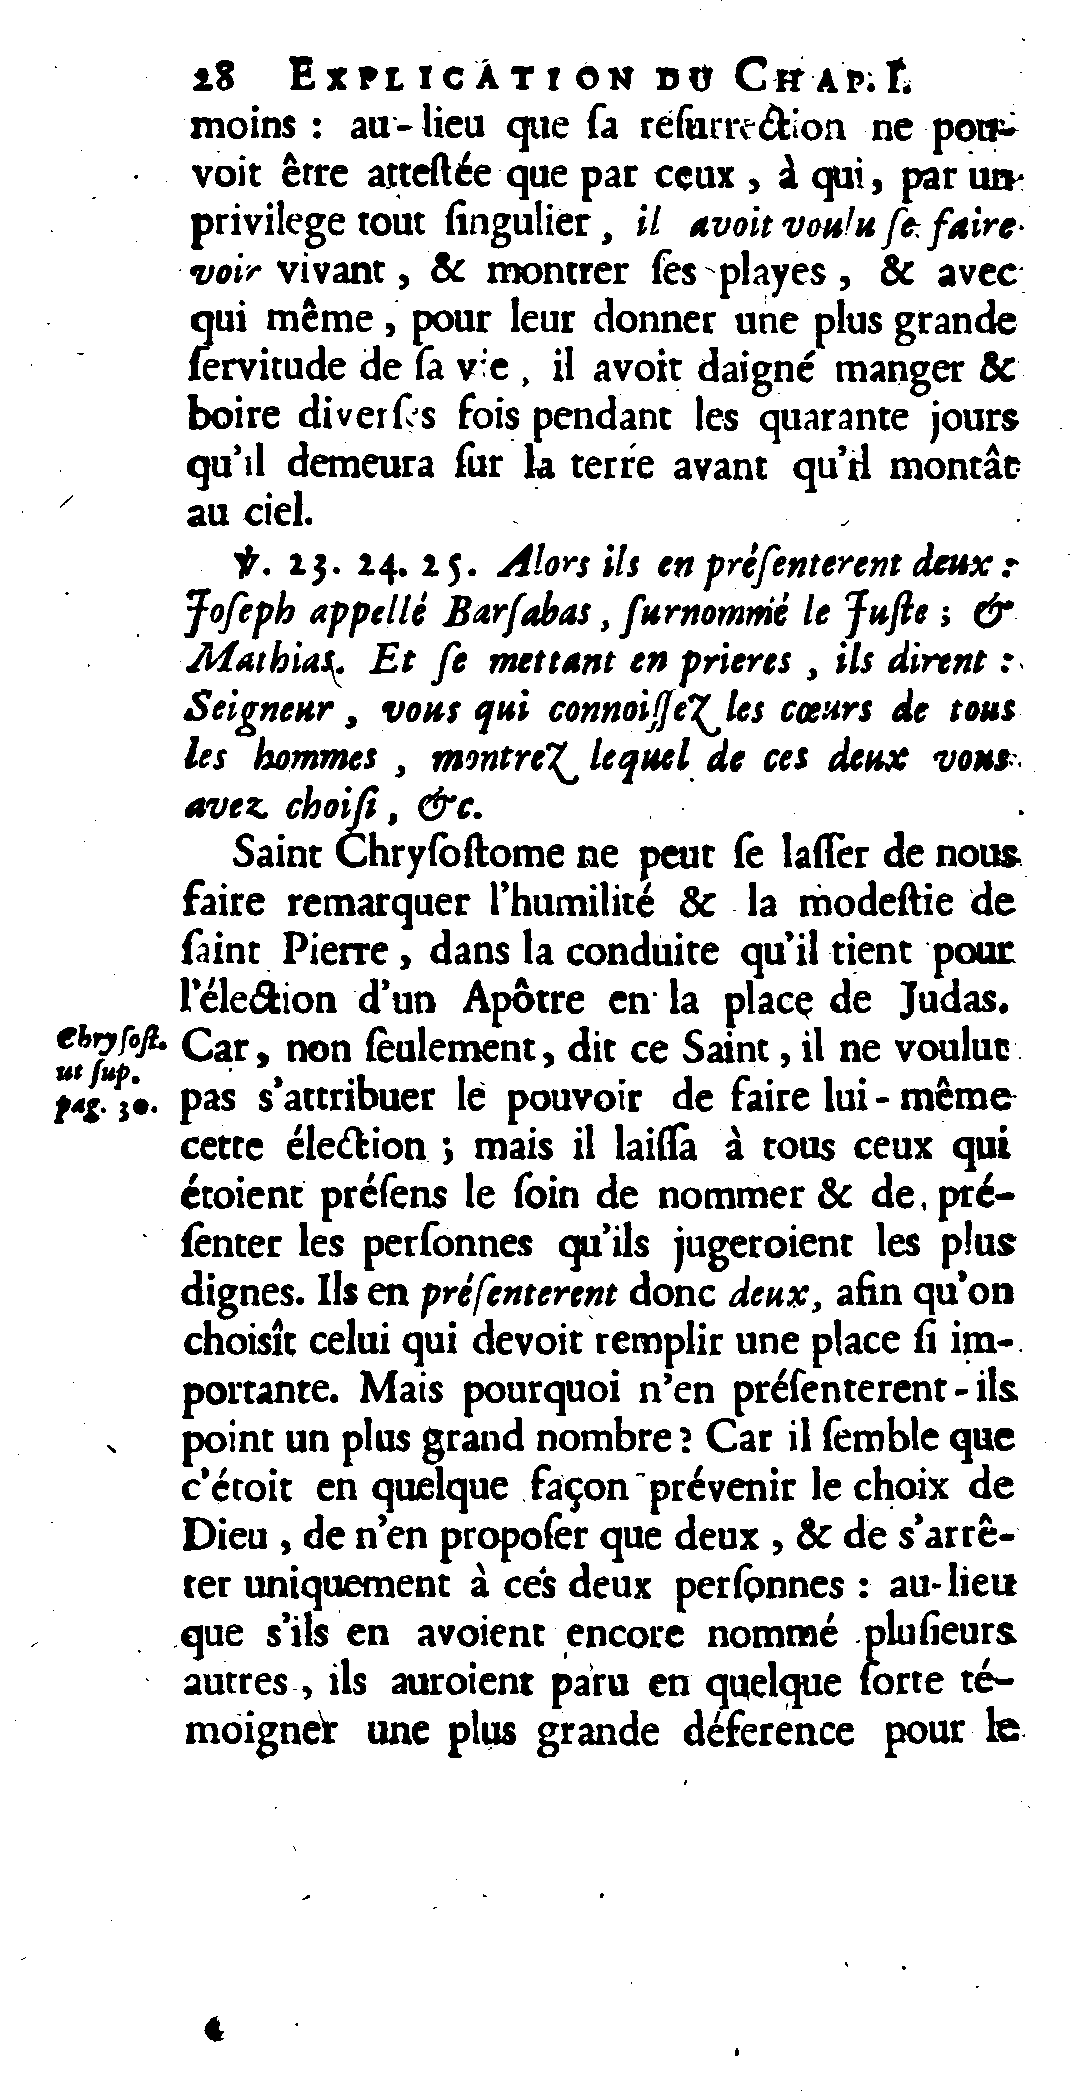 28 EXPLICATION DU CHAP. I.
moins : au-lieu que ſa réſurrection ne pou-
voit être atteſtée que par ceux, à qui, par un
privilege tout ſingulier, il avoit voulu ſe faire
voir vivant, & montrer ſes playes, & avec
qui même, pour leur donner une plus grande
ſervitude de ſa vie, il avoit daigné manger &
boire diverſes fois pendant les quarante jours
qu'il demeura ſur la terre avant qu'il montât
au ciel.
℣. 23. 24. 25. Alors ils en préſenterent deux :
Joſeph appellé Barſabas, ſurnommé le Juſte ; &
Mathias. Et ſe mettant en prieres, ils dirent :
Seigneur, vous qui connoiſſez les cœurs de tous
les hommes, montrez lequel de ces deux vous
avez choiſi, &c.
Saint Chryſoſtome ne peut ſe laſſer de nous
faire remarquer l'humilité & la modeſtie de
ſaint Pierre, dans la conduite qu'il tient pour
l'élection d'un Apôtre en la place de Judas.
Chryſoſt.
ut ſup.
pag. 30.
Car, non ſeulement, dit ce Saint, il ne voulut
pas s'attribuer le pouvoir de faire lui-même
cette élection ; mais il laiſſa à tous ceux qui
étoient préſens le ſoin de nommer & de pré-
ſenter les perſonnes qu'ils jugeroient les plus
dignes. Ils en préſenterent donc deux, afin qu'on
choisît celui qui devoit remplir une place ſi im-
portante. Mais pourquoi n'en préſenterent-ils
point un plus grand nombre ? Car il ſemble que
c'étoit en quelque façon prévenir le choix de
Dieu, de n'en propoſer que deux, & de s'arrê-
ter uniquement à ces deux perſonnes : au-lieu
que s'ils en avoient encore nommé pluſieurs
autres, ils auroient paru en quelque ſorte té-
moigner une plus grande déference pour le